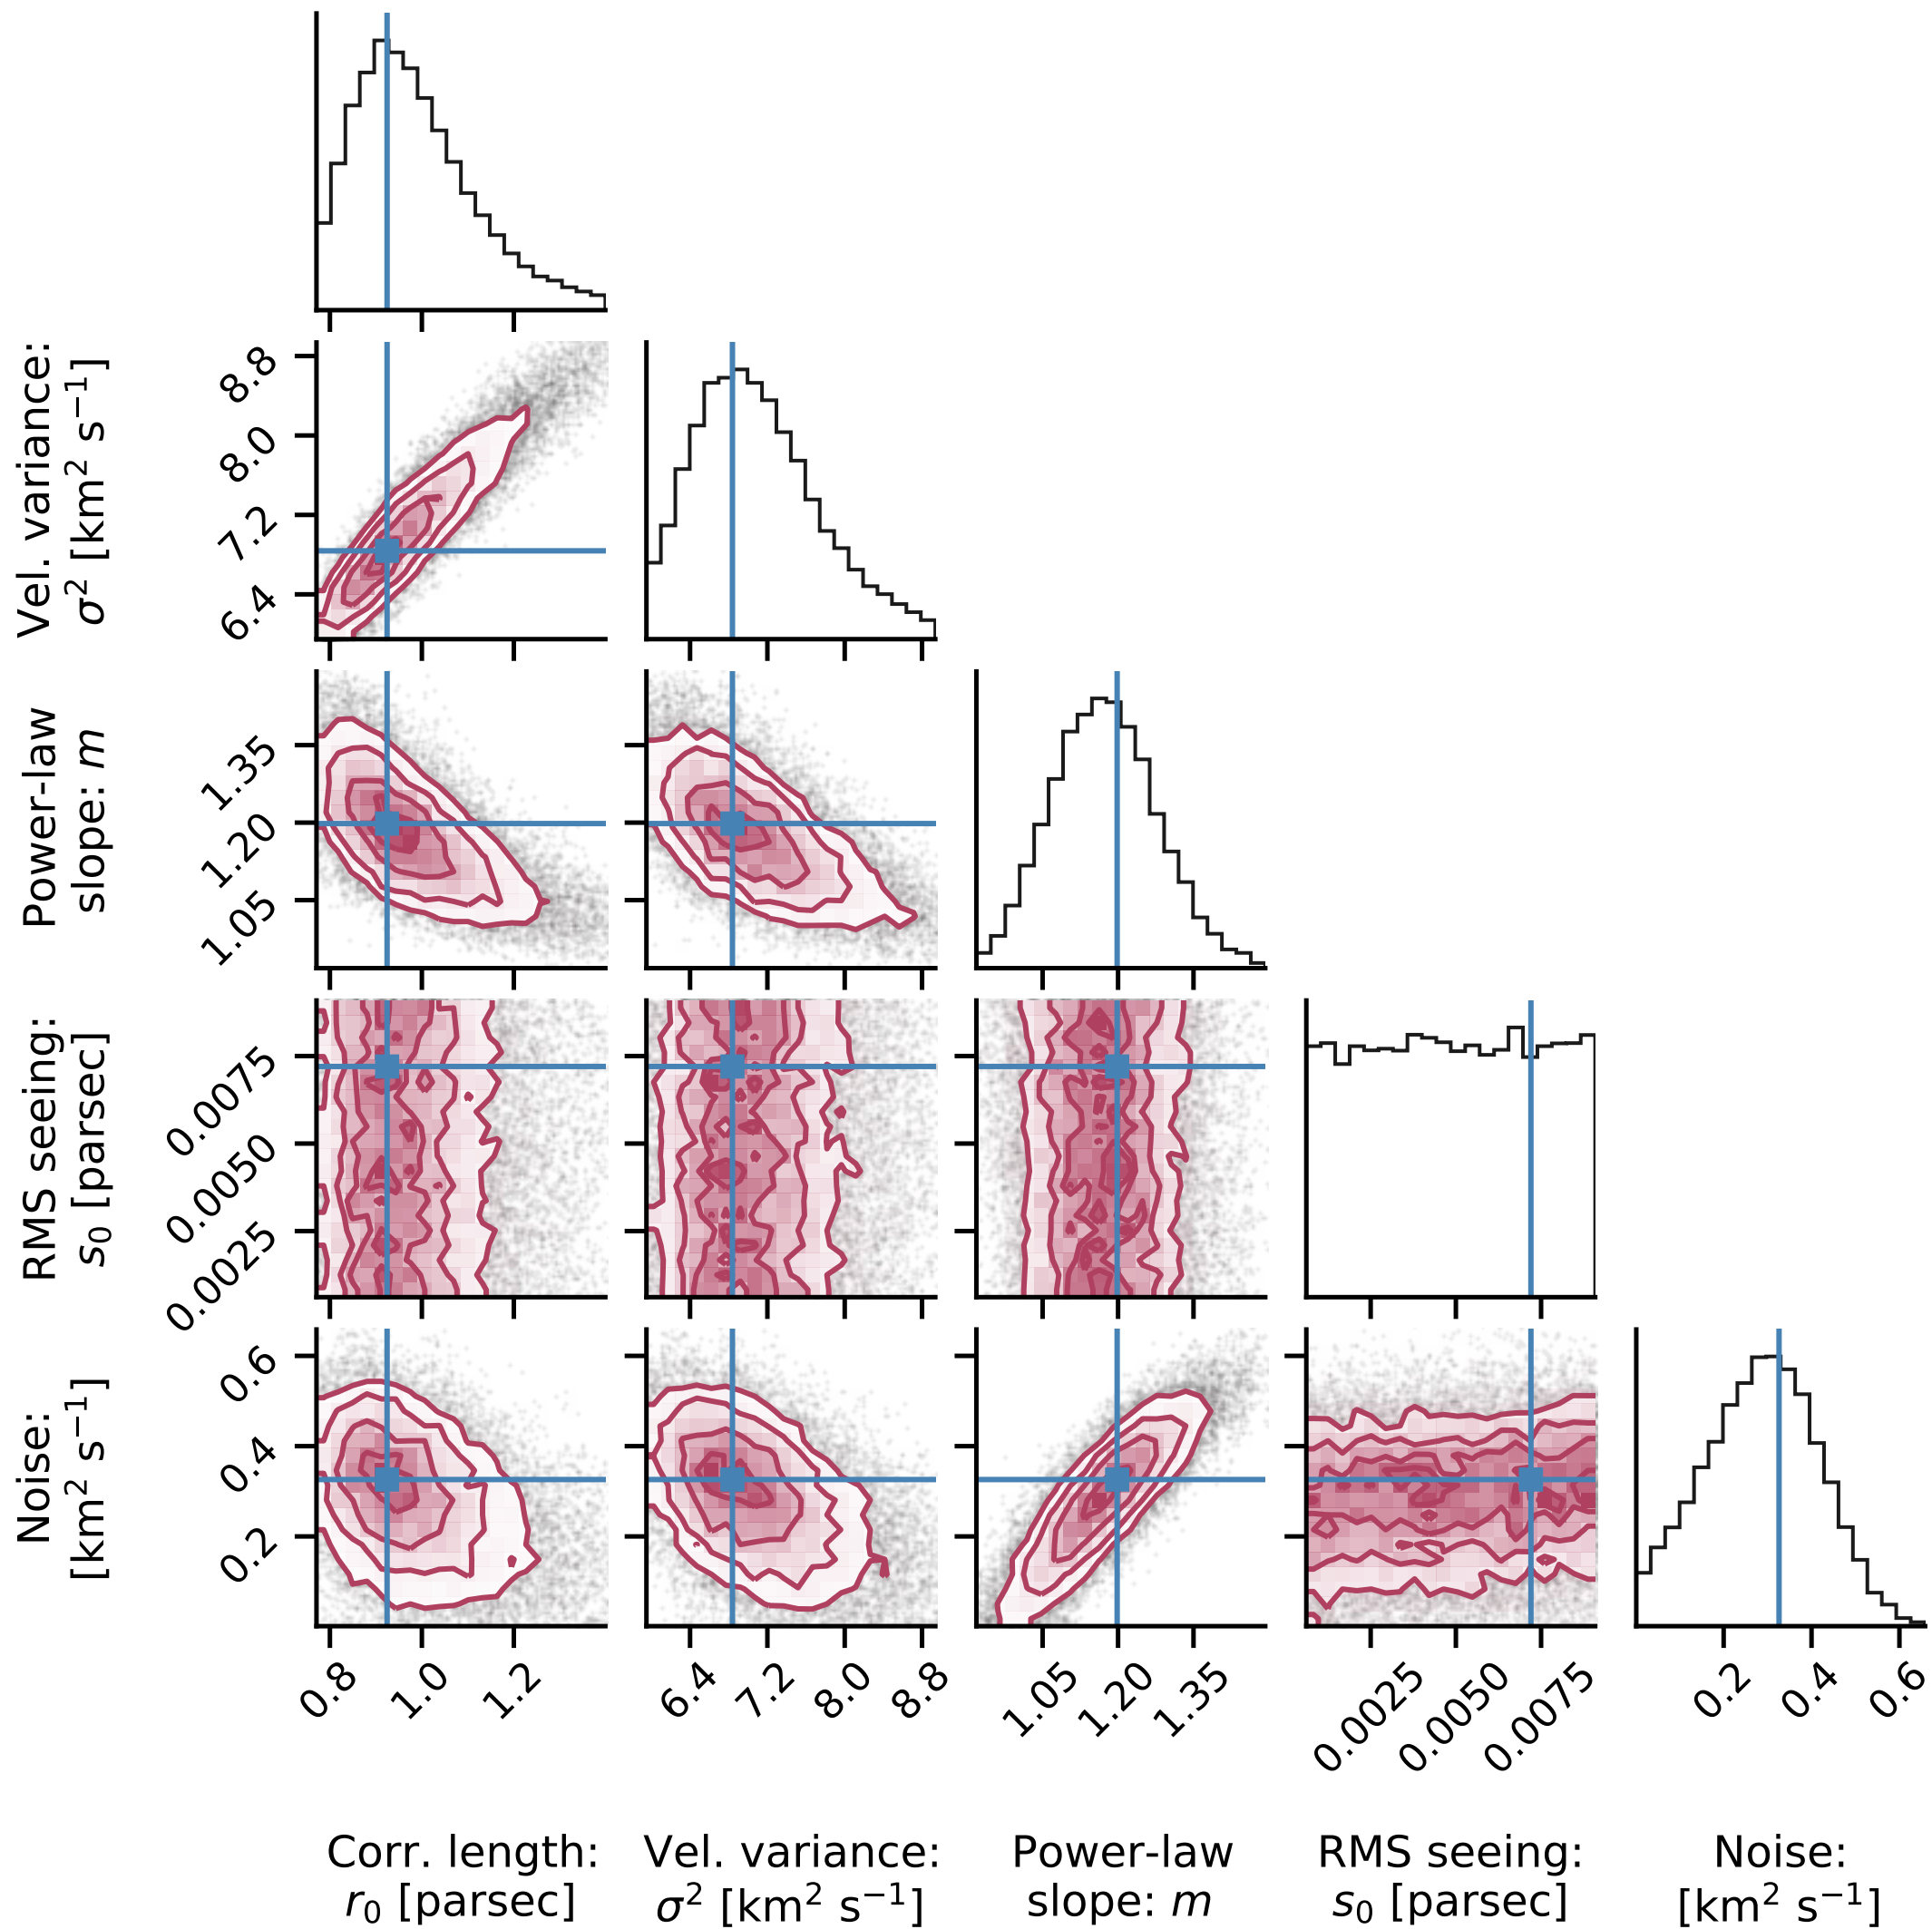 Vel. variance:
σ² [km² s⁻¹]
8.8
8.0
7.2
6.4
Power-law
slope: m
1.35
1.20
1.05
RMS seeing:
s₀ [parsec]
0.0075
0.0050
0.0025
Noise:
[km² s⁻¹]
0.6
0.4
0.2
0.8 1.0 1.2 6.4 7.2 8.0 8.8 1.05 1.20 1.35 0.0025 0.0050 0.0075 0.2 0.4 0.6
Corr. length: Vel. variance: Power-law RMS seeing: Noise:
r₀ [parsec] σ² [km² s⁻¹] slope: m s₀ [parsec] [km² s⁻¹]